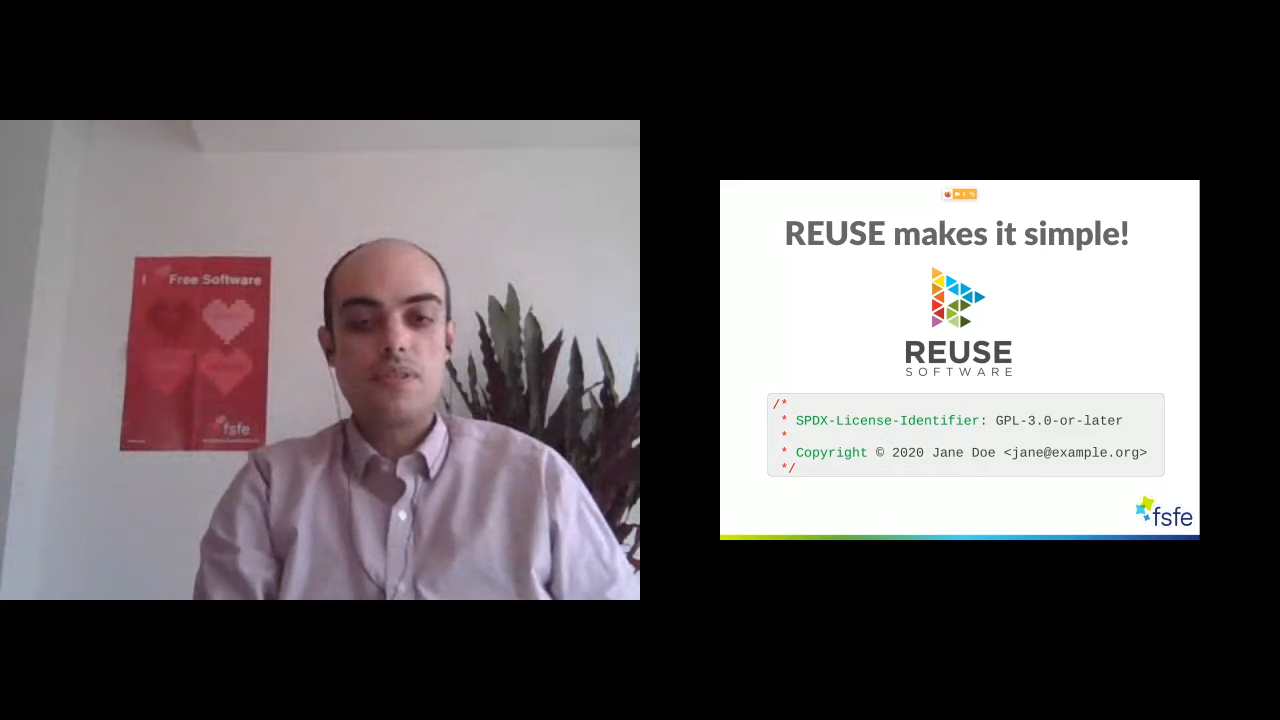 Free Software
fsfe
REUSE makes it simple!
REUSE
SOFTWARE
/*
* SPDX-License-Identifier: GPL-3.0-or-later
*
* Copyright © 2020 Jane Doe <jane@example.org>
*/
fsfe